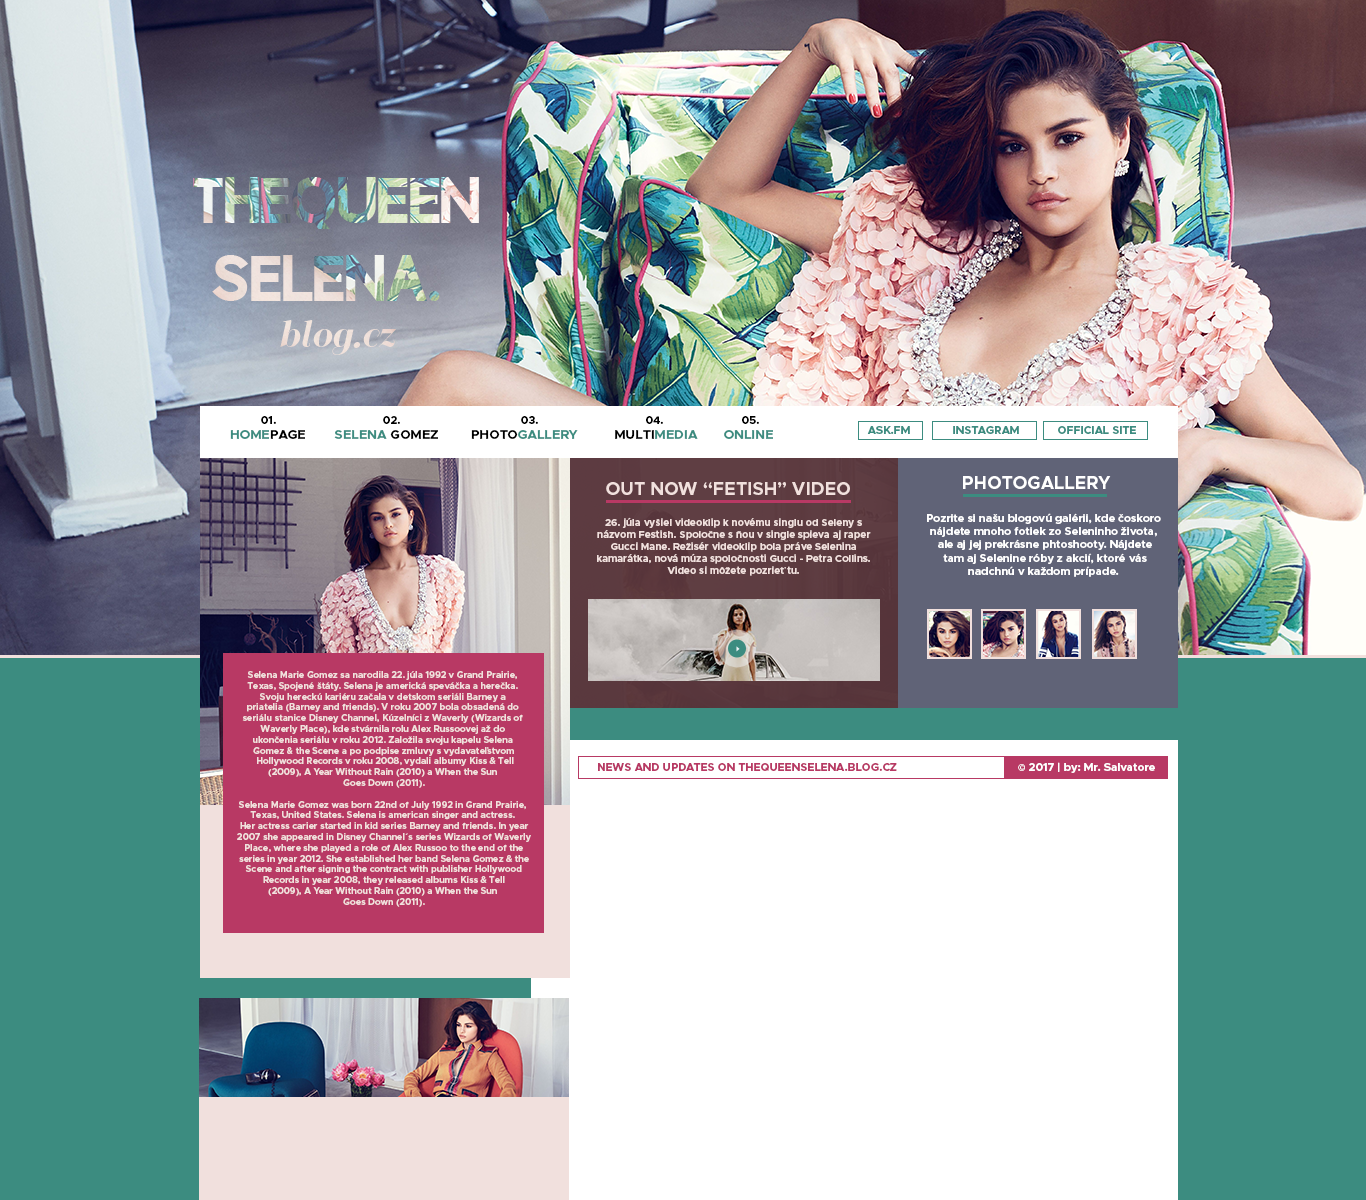 THEQUEEN
SELENA.
blog.cz
01.
HOMEPAGE
02.
SELENA GOMEZ
03.
PHOTOGALLERY
04.
MULTIMEDIA
05.
ONLINE
ASK.FM
INSTAGRAM
OFFICIAL SITE
OUT NOW “FETISH” VIDEO
26. júla vyšiel videoklip k novému singlu od Seleny s
názvom Festish. Spoločne s ňou v single spieva aj raper
Gucci Mane. Režisér videoklip bola práve Selenina
kamarátka, nová múza spoločnosti Gucci - Petra Collins.
Video si môžete pozrieť tu.
PHOTOGALLERY
Pozrite si našu blogovú galérii, kde čoskoro
nájdete mnoho fotiek zo Seleninho života,
ale aj jej prekrásne phtoshooty. Nájdete
tam aj Selenine róby z akcií, ktoré vás
nadchnú v každom prípade.
Selena Marie Gomez sa narodila 22. júla 1992 v Grand Prairie,
Texas, Spojené štáty. Selena je americká speváčka a herečka.
Svoju hereckú kariéru začala v detskom seriáli Barney a
priatelia (Barney and friends). V roku 2007 bola obsadená do
seriálu stanice Disney Channel, Kúzelníci z Waverly (Wizards of
Waverly Place), kde stvárnila rolu Alex Russoovej až do
ukončenia seriálu v roku 2012. Založila svoju kapelu Selena
Gomez & the Scene a po podpise zmluvy s vydavateľstvom
Hollywood Records v roku 2008, vydali albumy Kiss & Tell
(2009), A Year Without Rain (2010) a When the Sun
Goes Down (2011).
Selena Marie Gomez was born 22nd of July 1992 in Grand Prairie,
Texas, United States. Selena is american singer and actress.
Her actress carier started in kid series Barney and friends. In year
2007 she appeared in Disney Channel´s series Wizards of Waverly
Place, where she played a role of Alex Russoo to the end of the
series in year 2012. She established her band Selena Gomez & the
Scene and after signing the contract with publisher Hollywood
Records in year 2008, they released albums Kiss & Tell
(2009), A Year Without Rain (2010) a When the Sun
Goes Down (2011).
NEWS AND UPDATES ON THEQUEENSELENA.BLOG.CZ
© 2017 | by: Mr. Salvatore